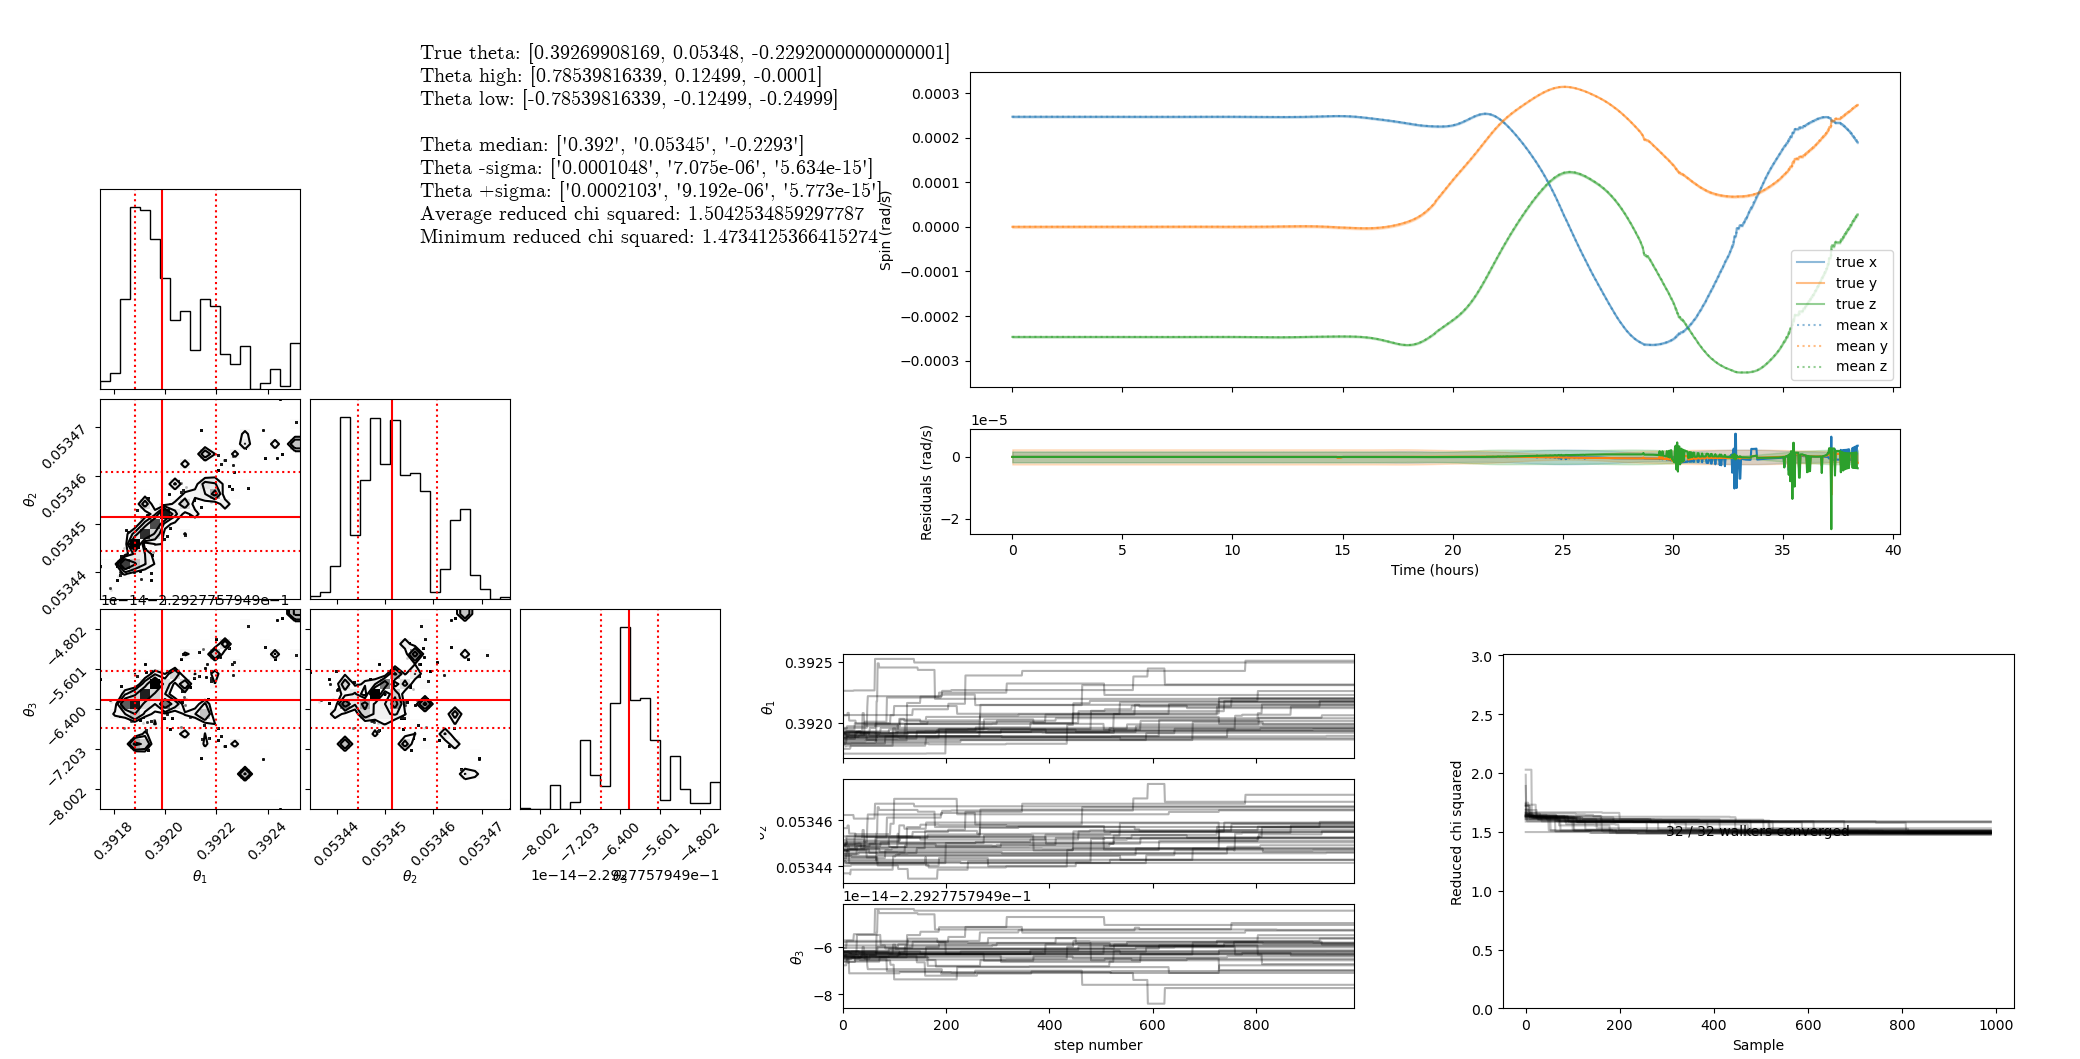 True theta: [0.39269908169, 0.05348, -0.22920000000000001]
Theta high: [0.78539816339, 0.12499, -0.0001]
Theta low: [-0.78539816339, -0.12499, -0.24999]
Theta median: ['0.392', '0.05345', '-0.2293']
Theta -sigma: ['0.0001048', '7.075e-06', '5.634e-15']
Theta +sigma: ['0.0002103', '9.192e-06', '5.773e-15']
Average reduced chi squared: 1.5042534859297787
Minimum reduced chi squared: 1.4734125366415274
0.0003
0.0002
0.0001
0.0000
−0.0001
−0.0002
−0.0003
Spin (rad/s)
true x
true y
true z
mean x
mean y
mean z
1e−5
0
−2
Residuals (rad/s)
0
5
10
15
20
25
30
35
40
Time (hours)
0.05347
0.05346
0.05345
0.05344
θ2
1e−14−2.2927757949e−1
−4.802
−5.601
−6.400
−7.203
−8.002
θ3
0.3918
0.3920
0.3922
0.3924
θ1
0.05344
0.05345
0.05346
0.05347
θ2
−8.002
−7.203
−6.400
−5.601
−4.802
1e−14−2.2927757949e−1
θ3
0.3925
0.3920
θ1
0.05346
0.05344
1e−14−2.2927757949e−1
−6
−8
θ3
0
200
400
600
800
step number
3.0
2.5
2.0
1.5
1.0
0.5
0.0
Reduced chi squared
32 / 32 walkers converged
0
200
400
600
800
1000
Sample